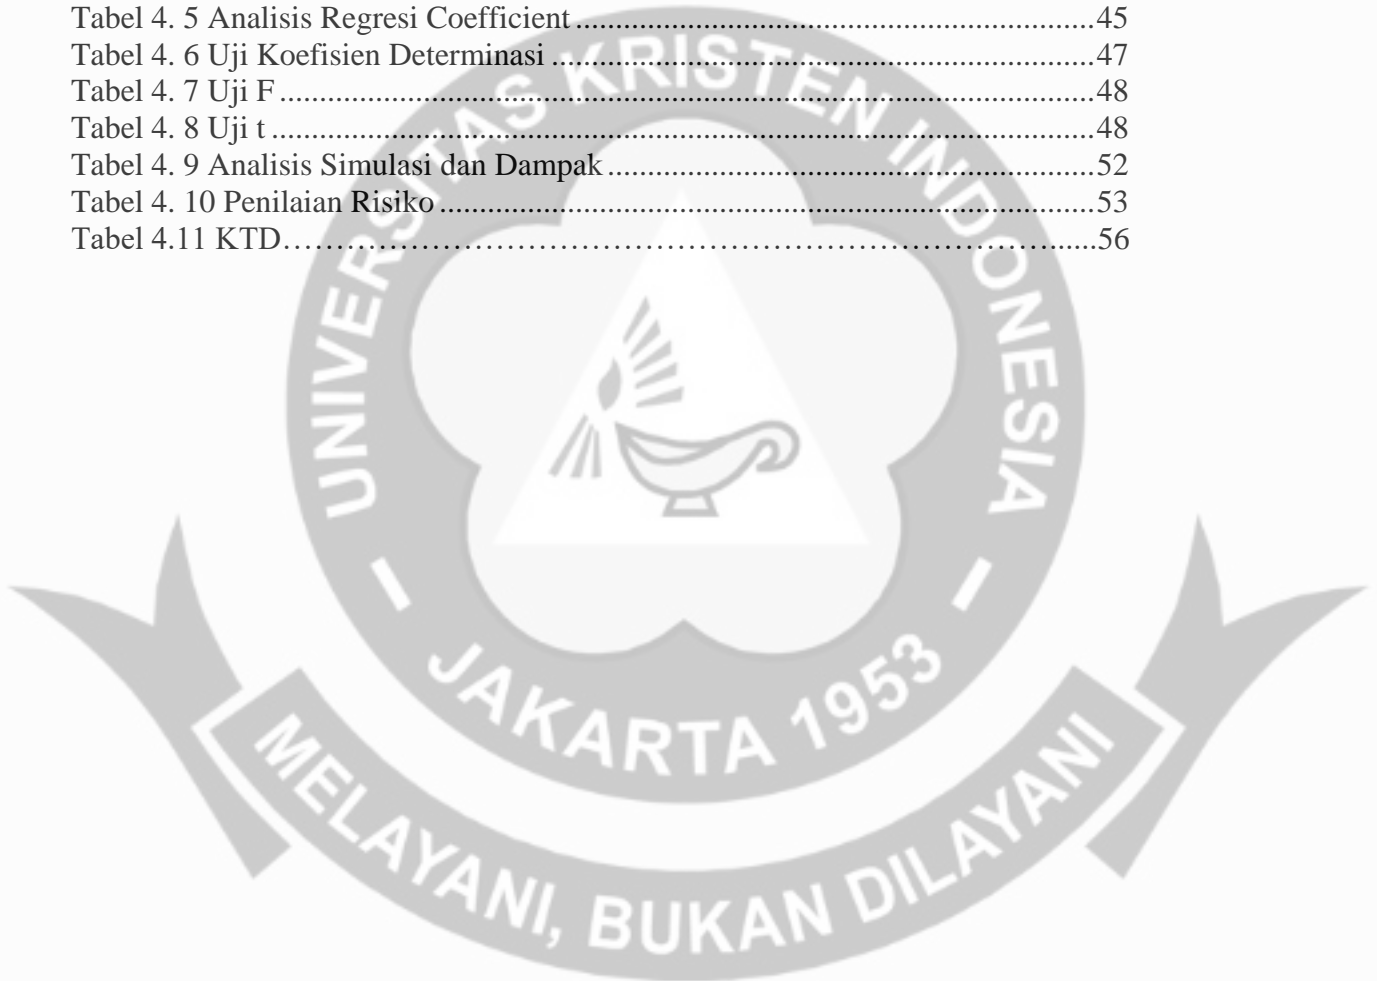 Tabel 4. 5 Analisis Regresi Coefficient.................................................................45
Tabel 4. 6 Uji Koefisien Determinasi....................................................................47
Tabel 4. 7 Uji F......................................................................................................48
Tabel 4. 8 Uji t.......................................................................................................48
Tabel 4. 9 Analisis Simulasi dan Dampak.............................................................52
Tabel 4. 10 Penilaian Risiko..................................................................................53
Tabel 4.11 KTD……………………………………………………………………......56
UNIVERSITAS KRISTEN INDONESIA
JAKARTA 1953
MELAYANI, BUKAN DILAYANI